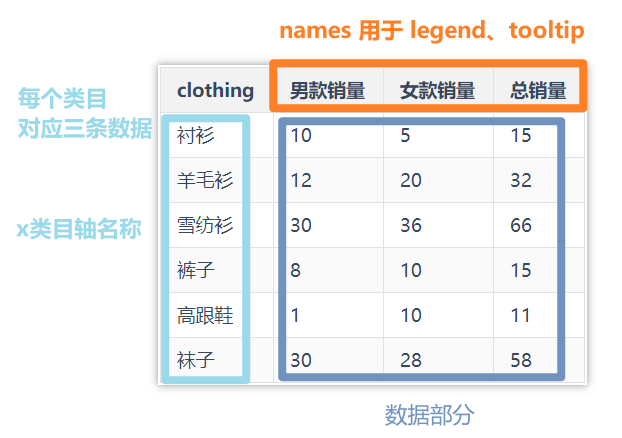 names 用于 legend、tooltip
每个类目
对应三条数据
x类目轴名称
clothing 男款销量 女款销量 总销量
衬衫 10 5 15
羊毛衫 12 20 32
雪纺衫 30 36 66
裤子 8 10 15
高跟鞋 1 10 11
袜子 30 28 58
数据部分